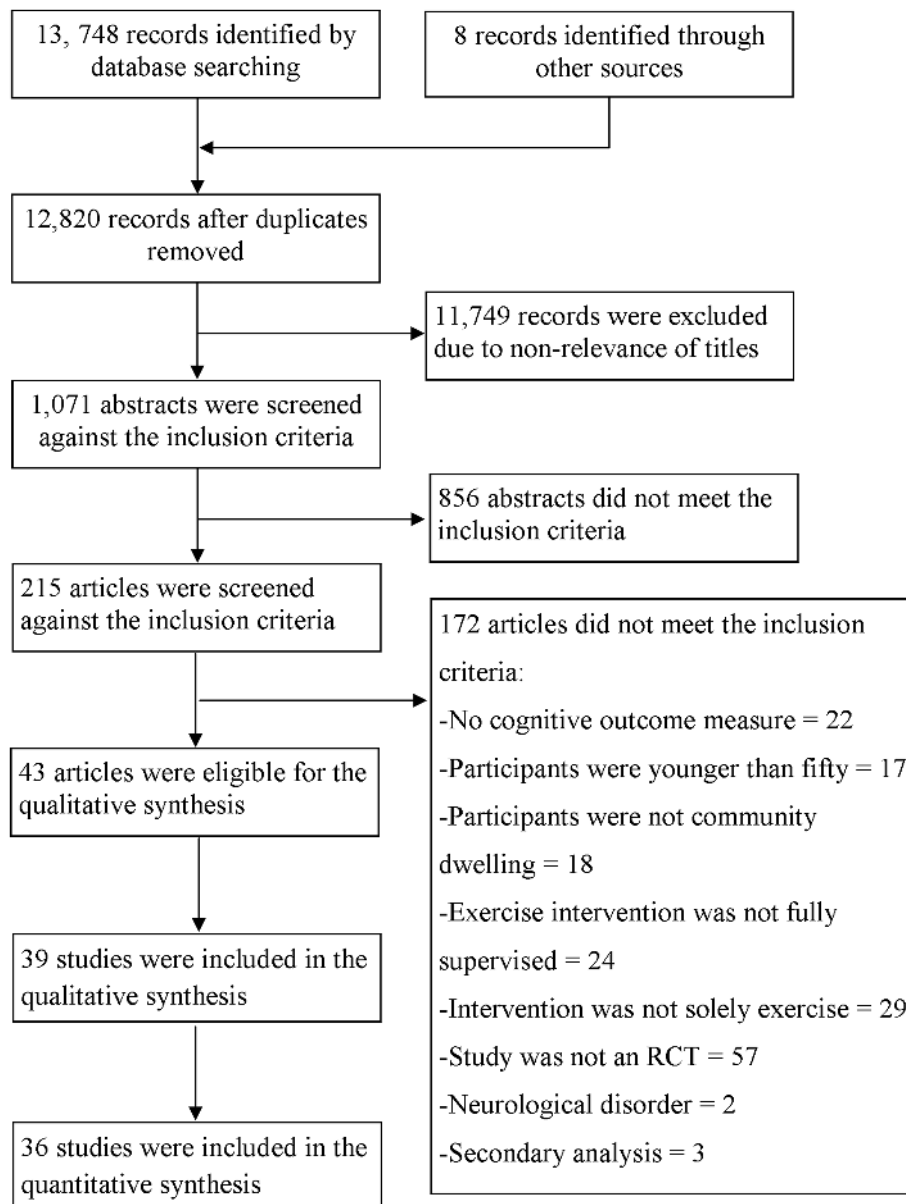 13, 748 records identified by
database searching
8 records identified through
other sources
12,820 records after duplicates
removed
11,749 records were excluded
due to non-relevance of titles
1,071 abstracts were screened
against the inclusion criteria
856 abstracts did not meet the
inclusion criteria
215 articles were screened
against the inclusion criteria
172 articles did not meet the inclusion
criteria:
-No cognitive outcome measure = 22
-Participants were younger than fifty = 17
-Participants were not community
dwelling = 18
-Exercise intervention was not fully
supervised = 24
-Intervention was not solely exercise = 29
-Study was not an RCT = 57
-Neurological disorder = 2
-Secondary analysis = 3
43 articles were eligible for the
qualitative synthesis
39 studies were included in the
qualitative synthesis
36 studies were included in the
quantitative synthesis